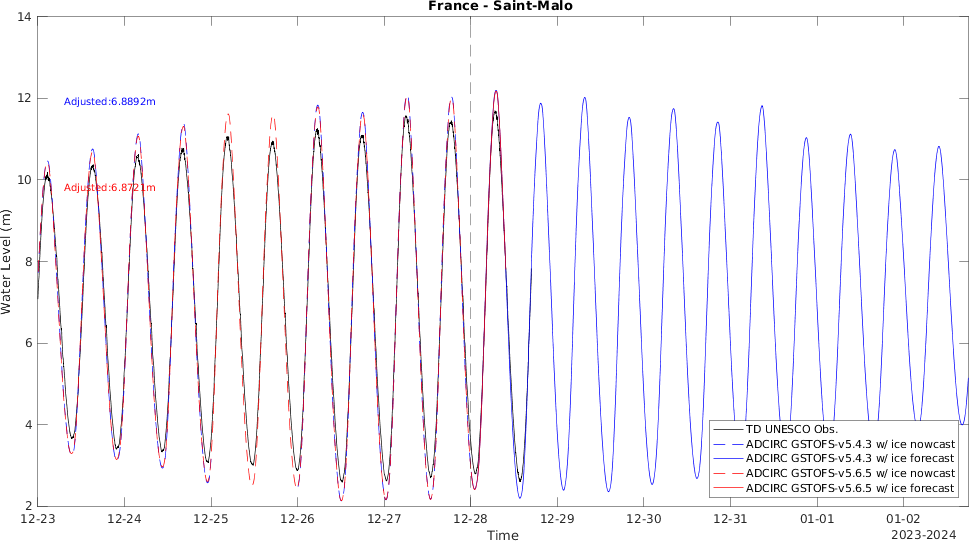 France - Saint-Malo
14
12
10
8
6
4
2
Water Level (m)
Adjusted:6.8892m
Adjusted:6.8721m
TD UNESCO Obs.
ADCIRC GSTOFS-v5.4.3 w/ ice nowcast
ADCIRC GSTOFS-v5.4.3 w/ ice forecast
ADCIRC GSTOFS-v5.6.5 w/ ice nowcast
ADCIRC GSTOFS-v5.6.5 w/ ice forecast
12-23 12-24 12-25 12-26 12-27 12-28 12-29 12-30 12-31 01-01 01-02
Time
2023-2024